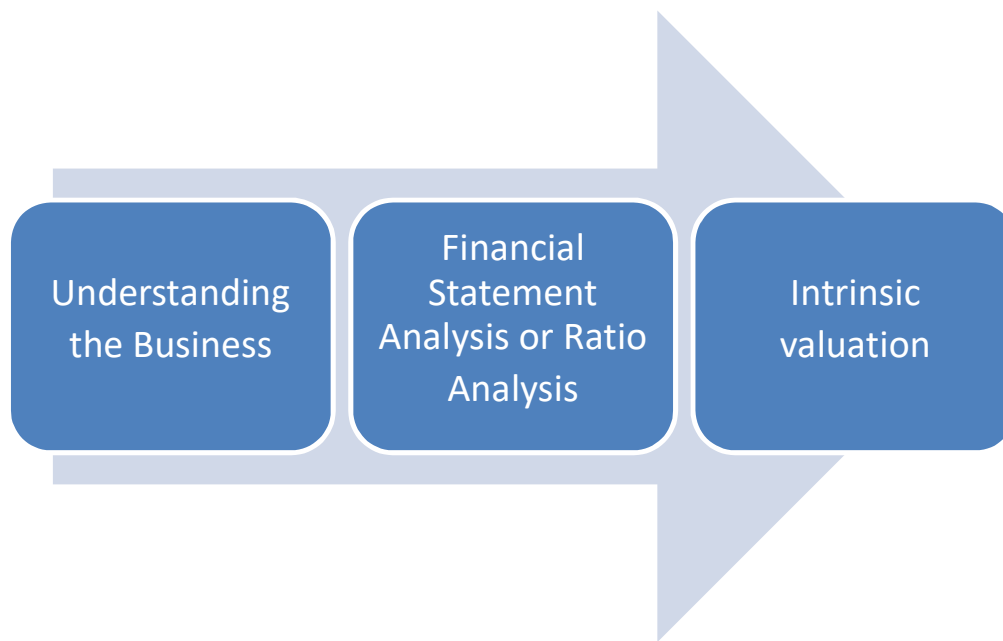 Understanding
the Business
Financial
Statement
Analysis or Ratio
Analysis
Intrinsic
valuation